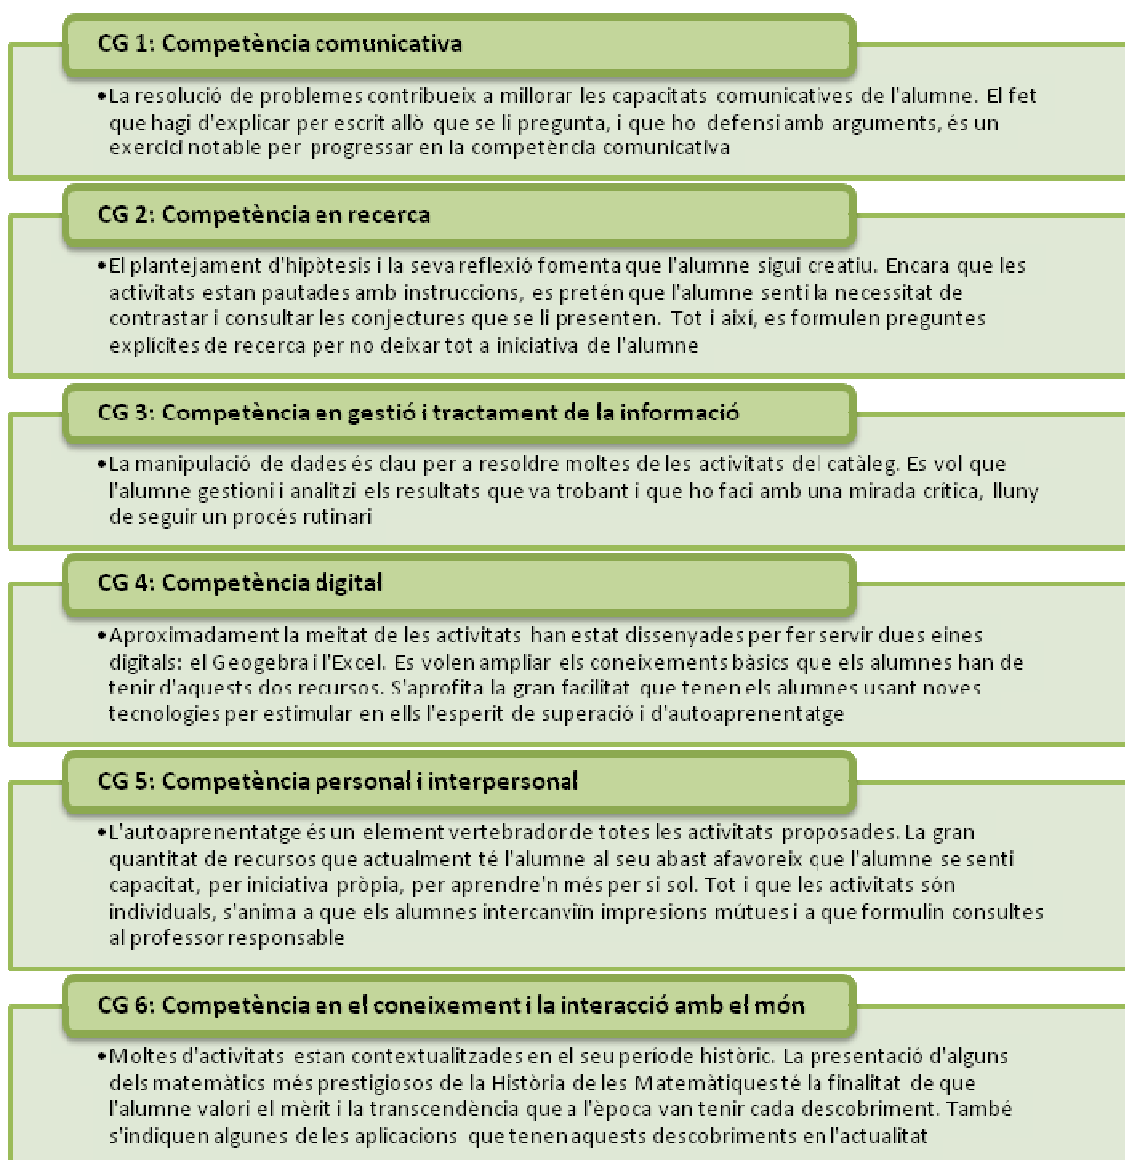 CG 1: Competència comunicativa
•La resolució de problemes contribueix a millorar les capacitats comunicatives de l'alumne. El fet
que hagi d'explicar per escrit allò que se li pregunta, i que ho defensi amb arguments, és un
exercici notable per progressar en la competència comunicativa
CG 2: Competència en recerca
•El plantejament d'hipòtesis i la seva reflexió fomenta que l'alumne sigui creatiu. Encara que les
activitats estan pautades amb instruccions, es pretén que l'alumne senti la necessitat de
contrastar i consultar les conjectures que se li presenten. Tot i així, es formulen preguntes
explícites de recerca per no deixar tot a iniciativa de l'alumne
CG 3: Competència en gestió i tractament de la informació
•La manipulació de dades és clau per a resoldre moltes de les activitats del catàleg. Es vol que
l'alumne gestioni i analitzi els resultats que va trobant i que ho faci amb una mirada crítica, lluny
de seguir un procés rutinari
CG 4: Competència digital
•Aproximadament la meitat de les activitats han estat dissenyades per fer servir dues eines
digitals: el Geogebra i l'Excel. Es volen ampliar els coneixements bàsics que els alumnes han de
tenir d'aquests dos recursos. S'aprofita la gran facilitat que tenen els alumnes usant noves
tecnologies per estimular en ells l'esperit de superació i d'autoaprenentatge
CG 5: Competència personal i interpersonal
•L'autoaprenentatge és un element vertebrador de totes les activitats proposades. La gran
quantitat de recursos que actualment té l'alumne al seu abast afavoreix que l'alumne se senti
capacitat, per iniciativa pròpia, per aprendre'n més per si sol. Tot i que les activitats són
individuals, s'anima a que els alumnes intercanviïn impresions mútues i a que formulin consultes
al professor responsable
CG 6: Competència en el coneixement i la interacció amb el món
•Moltes d'activitats estan contextualitzades en el seu període històric. La presentació d'alguns
dels matemàtics més prestigiosos de la Història de les Matemàtiques té la finalitat de que
l'alumne valori el mèrit i la transcendència que a l'època van tenir cada descobriment. També
s'indiquen algunes de les aplicacions que tenen aquests descobriments en l'actualitat